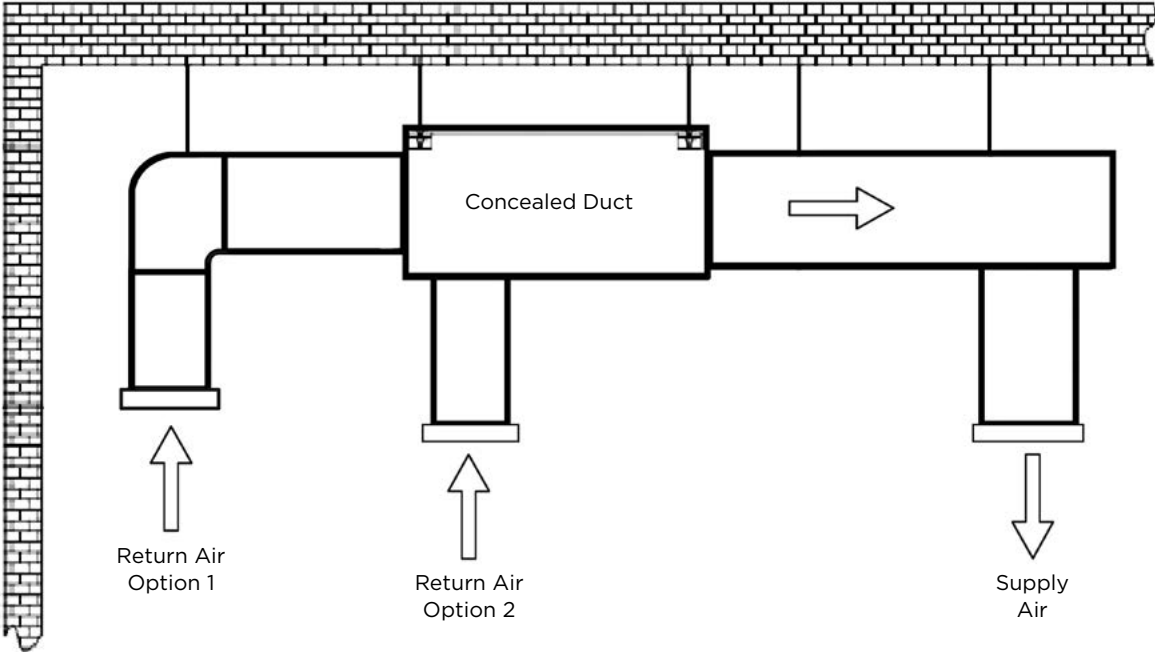 Concealed Duct
Return Air
Option 1
Return Air
Option 2
Supply
Air